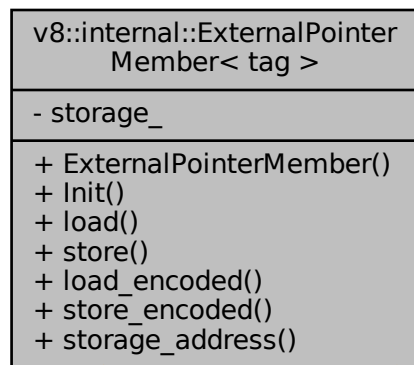 v8::internal::ExternalPointer
Member< tag >
- storage_
+ ExternalPointerMember()
+ Init()
+ load()
+ store()
+ load_encoded()
+ store_encoded()
+ storage_address()